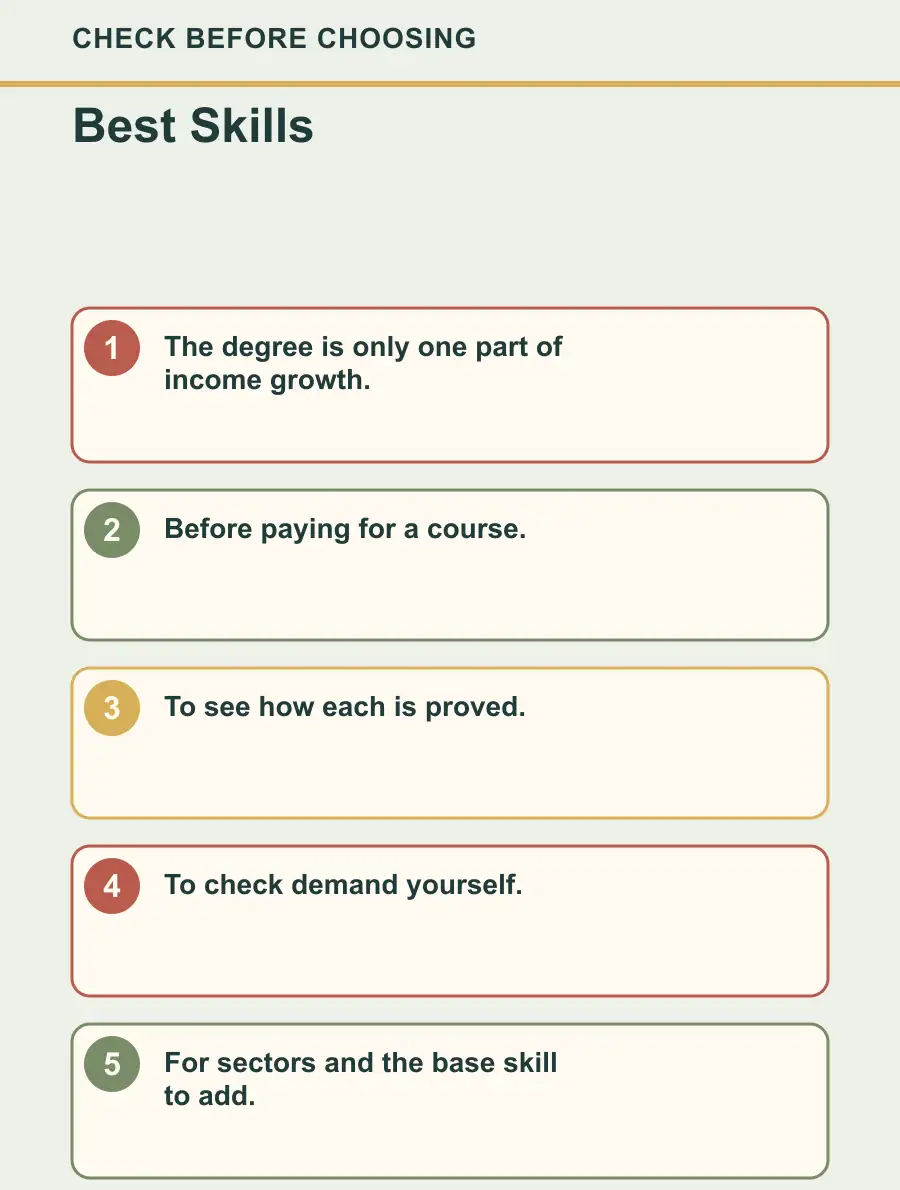 CHECK BEFORE CHOOSING
Best Skills
1
The degree is only one part of
income growth.
2
Before paying for a course.
3
To see how each is proved.
4
To check demand yourself.
5
For sectors and the base skill
to add.